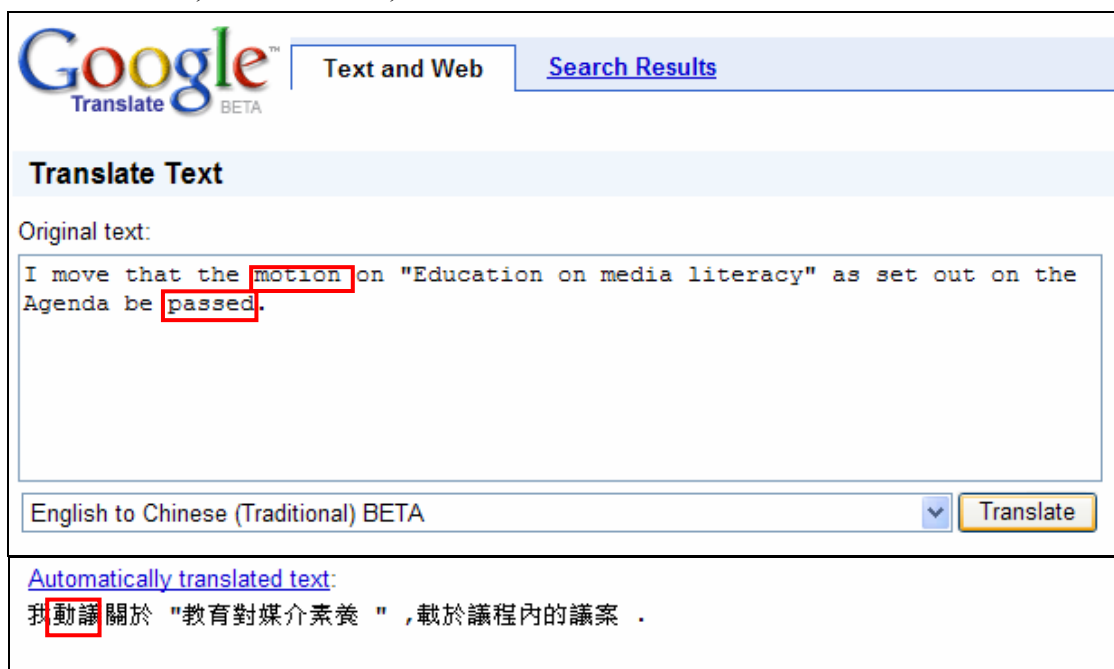 Google™
Translate BETA
Text and Web
Search Results
Translate Text
Original text:
I move that the motion on "Education on media literacy" as set out on the
Agenda be passed.
English to Chinese (Traditional) BETA
Translate
Automatically translated text:
我動議關於 "教育對媒介素養 " ,載於議程內的議案 .